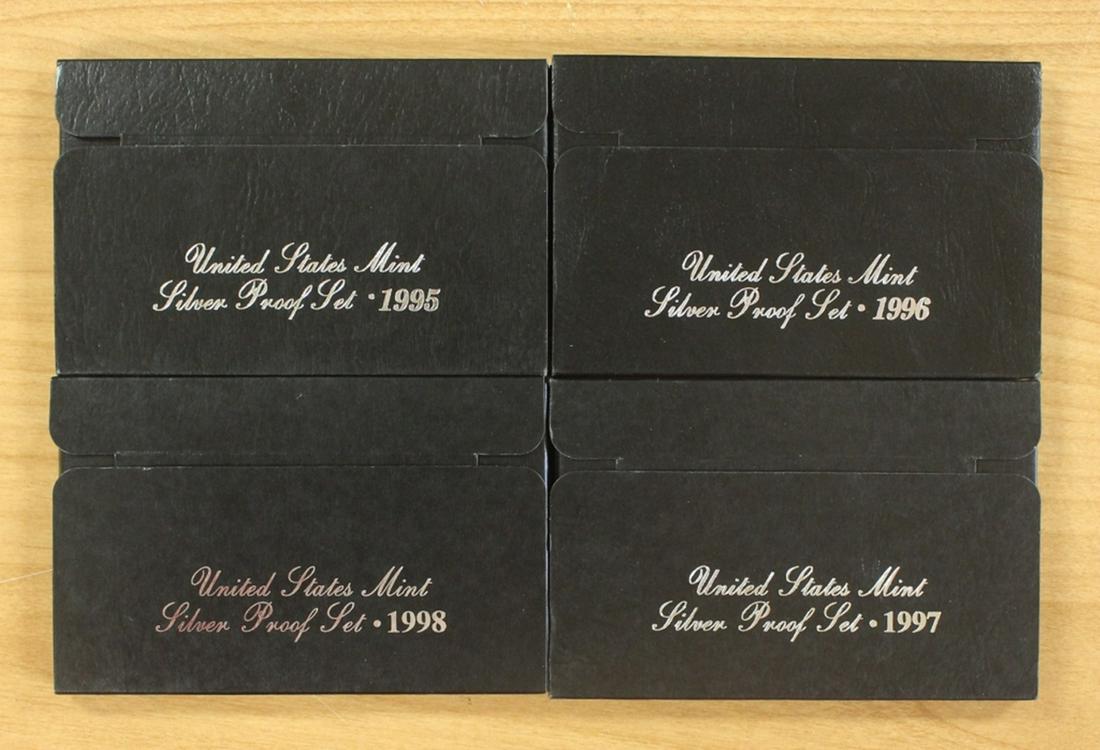 United States Mint
Silver Proof Set • 1995
United States Mint
Silver Proof Set • 1996
United States Mint
Silver Proof Set • 1998
United States Mint
Silver Proof Set • 1997